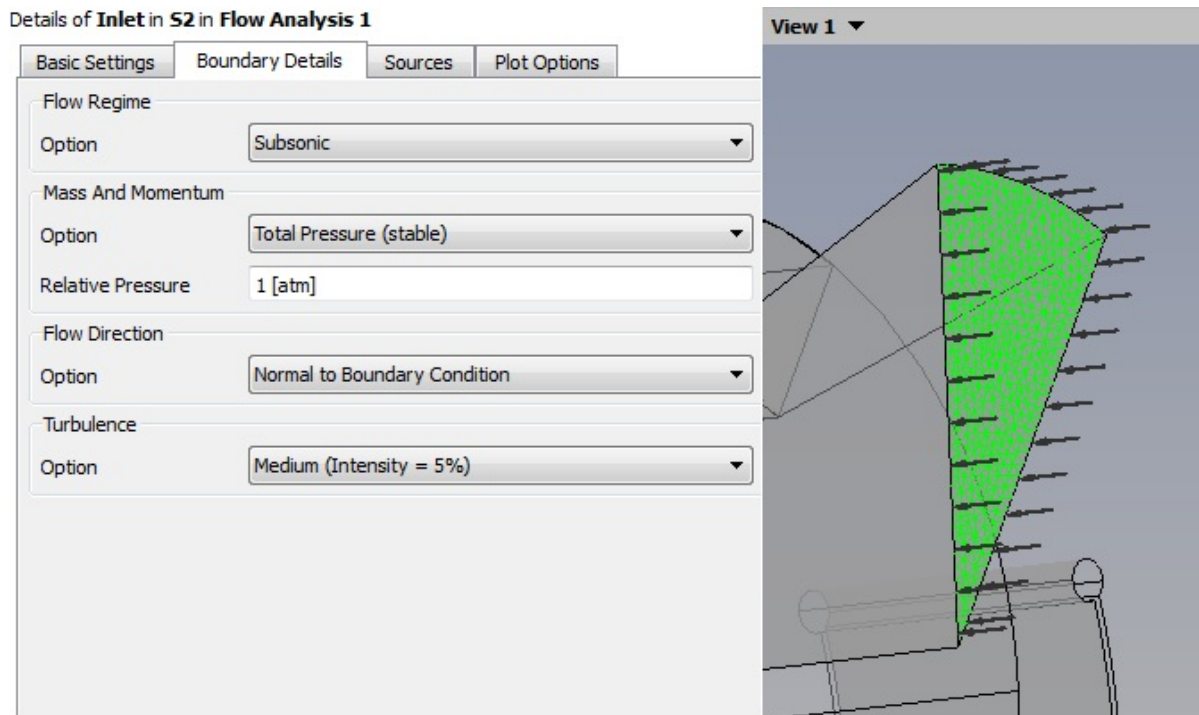 Details of Inlet in S2 in Flow Analysis 1
View 1
Basic Settings Boundary Details Sources Plot Options
Flow Regime
Option Subsonic
Mass And Momentum
Option Total Pressure (stable)
Relative Pressure 1 [atm]
Flow Direction
Option Normal to Boundary Condition
Turbulence
Option Medium (Intensity = 5%)